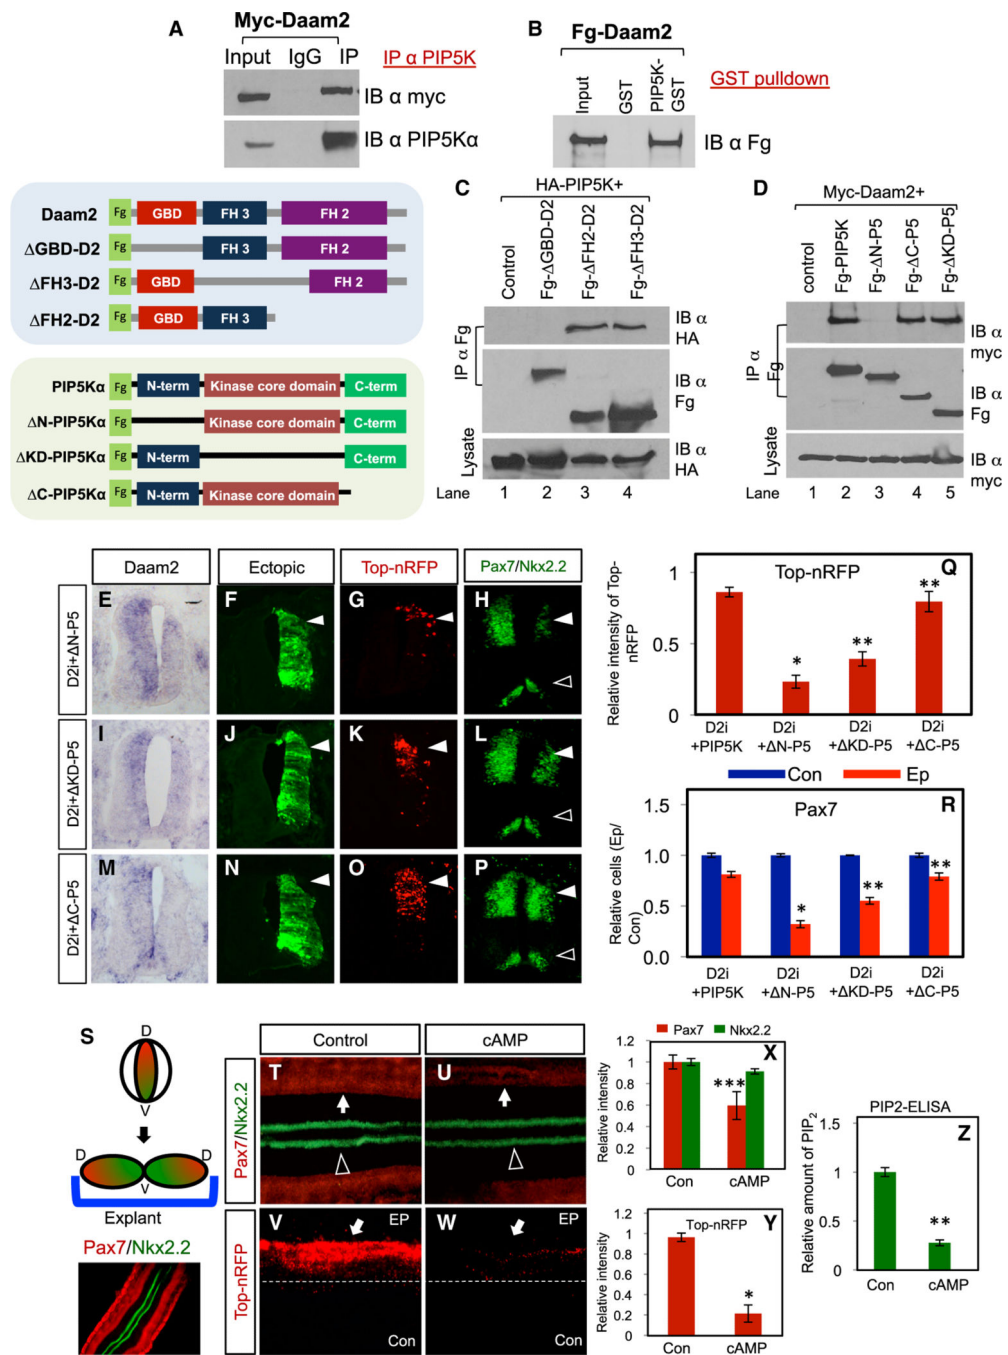 A
Myc-Daam2
Input IgG IP
IP α PIP5K
IB α myc
IB α PIP5Kα
B
Fg-Daam2
Input
GST
PIP5K-GST
GST pulldown
IB α Fg
Daam2 Fg GBD FH 3 FH 2
ΔGBD-D2 Fg FH 3 FH 2
ΔFH3-D2 Fg GBD FH 2
ΔFH2-D2 Fg GBD FH 3
PIP5Kα Fg N-term Kinase core domain C-term
ΔN-PIP5Kα Fg Kinase core domain C-term
ΔKD-PIP5Kα Fg N-term C-term
ΔC-PIP5Kα Fg N-term Kinase core domain
C
HA-PIP5K+
Control
Fg-ΔGBD-D2
Fg-ΔFH2-D2
Fg-ΔFH3-D2
IP α Fg
IB α HA
IB α Fg
Lysate
IB α HA
Lane 1 2 3 4
D
Myc-Daam2+
control
Fg-PIP5K
Fg-ΔN-P5
Fg-ΔC-P5
Fg-ΔKD-P5
IP α Fg
IB α myc
IB α Fg
Lysate
IB α myc
Lane 1 2 3 4 5
Daam2 Ectopic Top-nRFP Pax7/Nkx2.2
D2i+ΔN-P5
E F G H
D2i+ΔKD-P5
I J K L
D2i+ΔC-P5
M N O P
Q
Top-nRFP
Relative intensity of Top-nRFP
1
0.5
0
* ** **
D2i +PIP5K
D2i +ΔN-P5
D2i +ΔKD-P5
D2i +ΔC-P5
Con Ep
R
Pax7
Relative cells (Ep/Con)
1.5
1.0
0.5
0.0
* ** **
D2i +PIP5K
D2i +ΔN-P5
D2i +ΔKD-P5
D2i +ΔC-P5
S
D
V
D D
V
Explant
Pax7/Nkx2.2
Control cAMP
Pax7/Nkx2.2
T U
Top-nRFP
V EP
Con
W EP
Con
Pax7 Nkx2.2
X
Relative intensity
1.2
1
0.8
0.6
0.4
0.2
0
***
Con cAMP
Y
Top-nRFP
Relative intensity
1.2
1
0.8
0.6
0.4
0.2
0
*
Con cAMP
PIP2-ELISA
Z
Relative amount of PIP2
1.5
1
0.5
0
**
Con cAMP